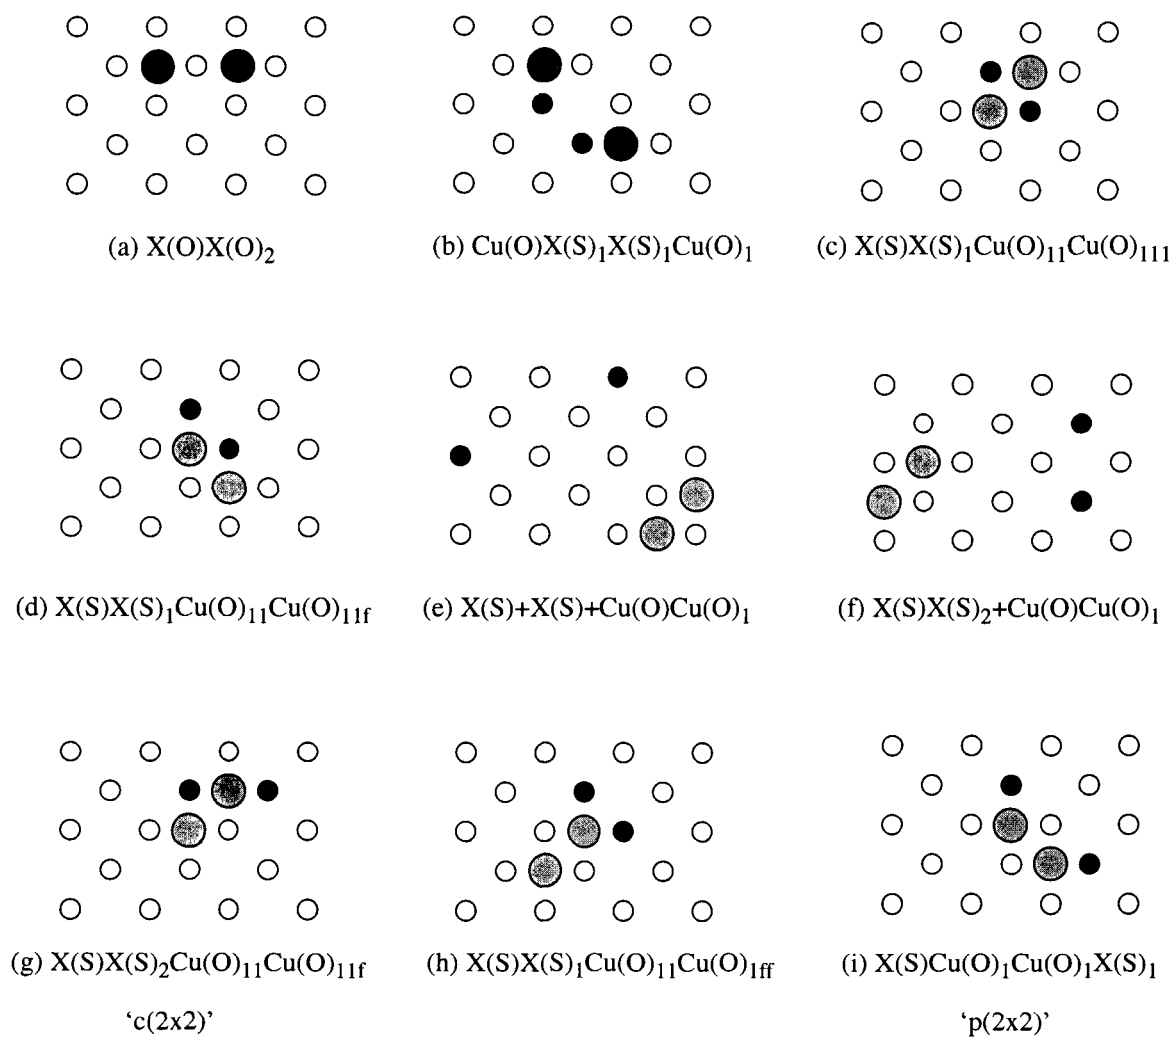 (a) X(O)X(O)₂
(b) Cu(O)X(S)₁X(S)₁Cu(O)₁
(c) X(S)X(S)₁Cu(O)₁₁Cu(O)₁₁₁
(d) X(S)X(S)₁Cu(O)₁₁Cu(O)₁₁f
(e) X(S)+X(S)+Cu(O)Cu(O)₁
(f) X(S)X(S)₂+Cu(O)Cu(O)₁
(g) X(S)X(S)₂Cu(O)₁₁Cu(O)₁₁f
(h) X(S)X(S)₁Cu(O)₁₁Cu(O)₁ff
(i) X(S)Cu(O)₁Cu(O)₁X(S)₁
‘c(2x2)’
‘p(2x2)’